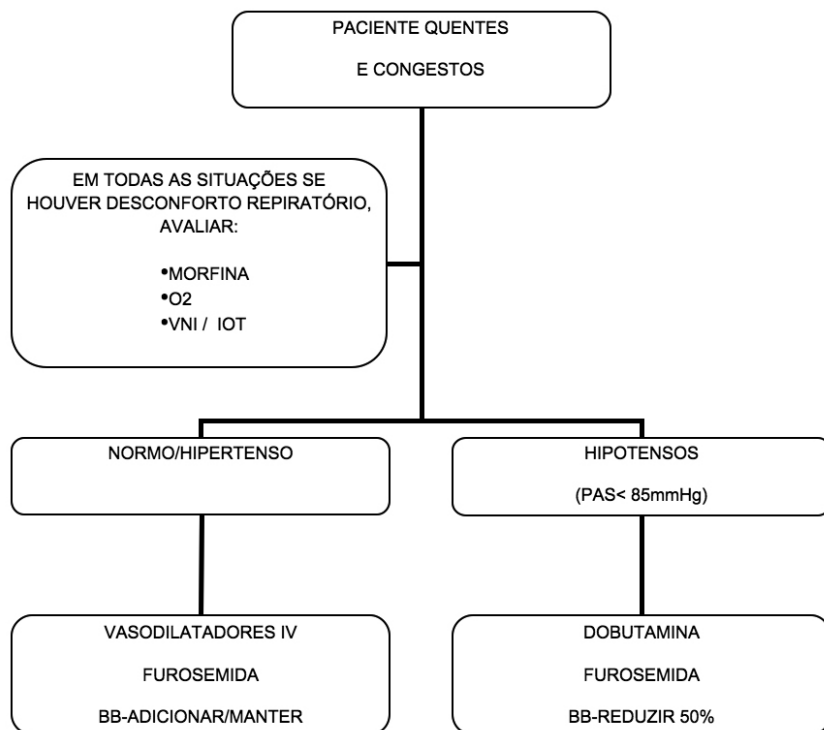 PACIENTE QUENTES
E CONGESTOS
EM TODAS AS SITUAÇÕES SE
HOUVER DESCONFORTO REPIRATÓRIO,
AVALIAR:
•MORFINA
•O2
•VNI / IOT
NORMO/HIPERTENSO
HIPOTENSOS
(PAS< 85mmHg)
VASODILATADORES IV
FUROSEMIDA
BB-ADICIONAR/MANTER
DOBUTAMINA
FUROSEMIDA
BB-REDUZIR 50%